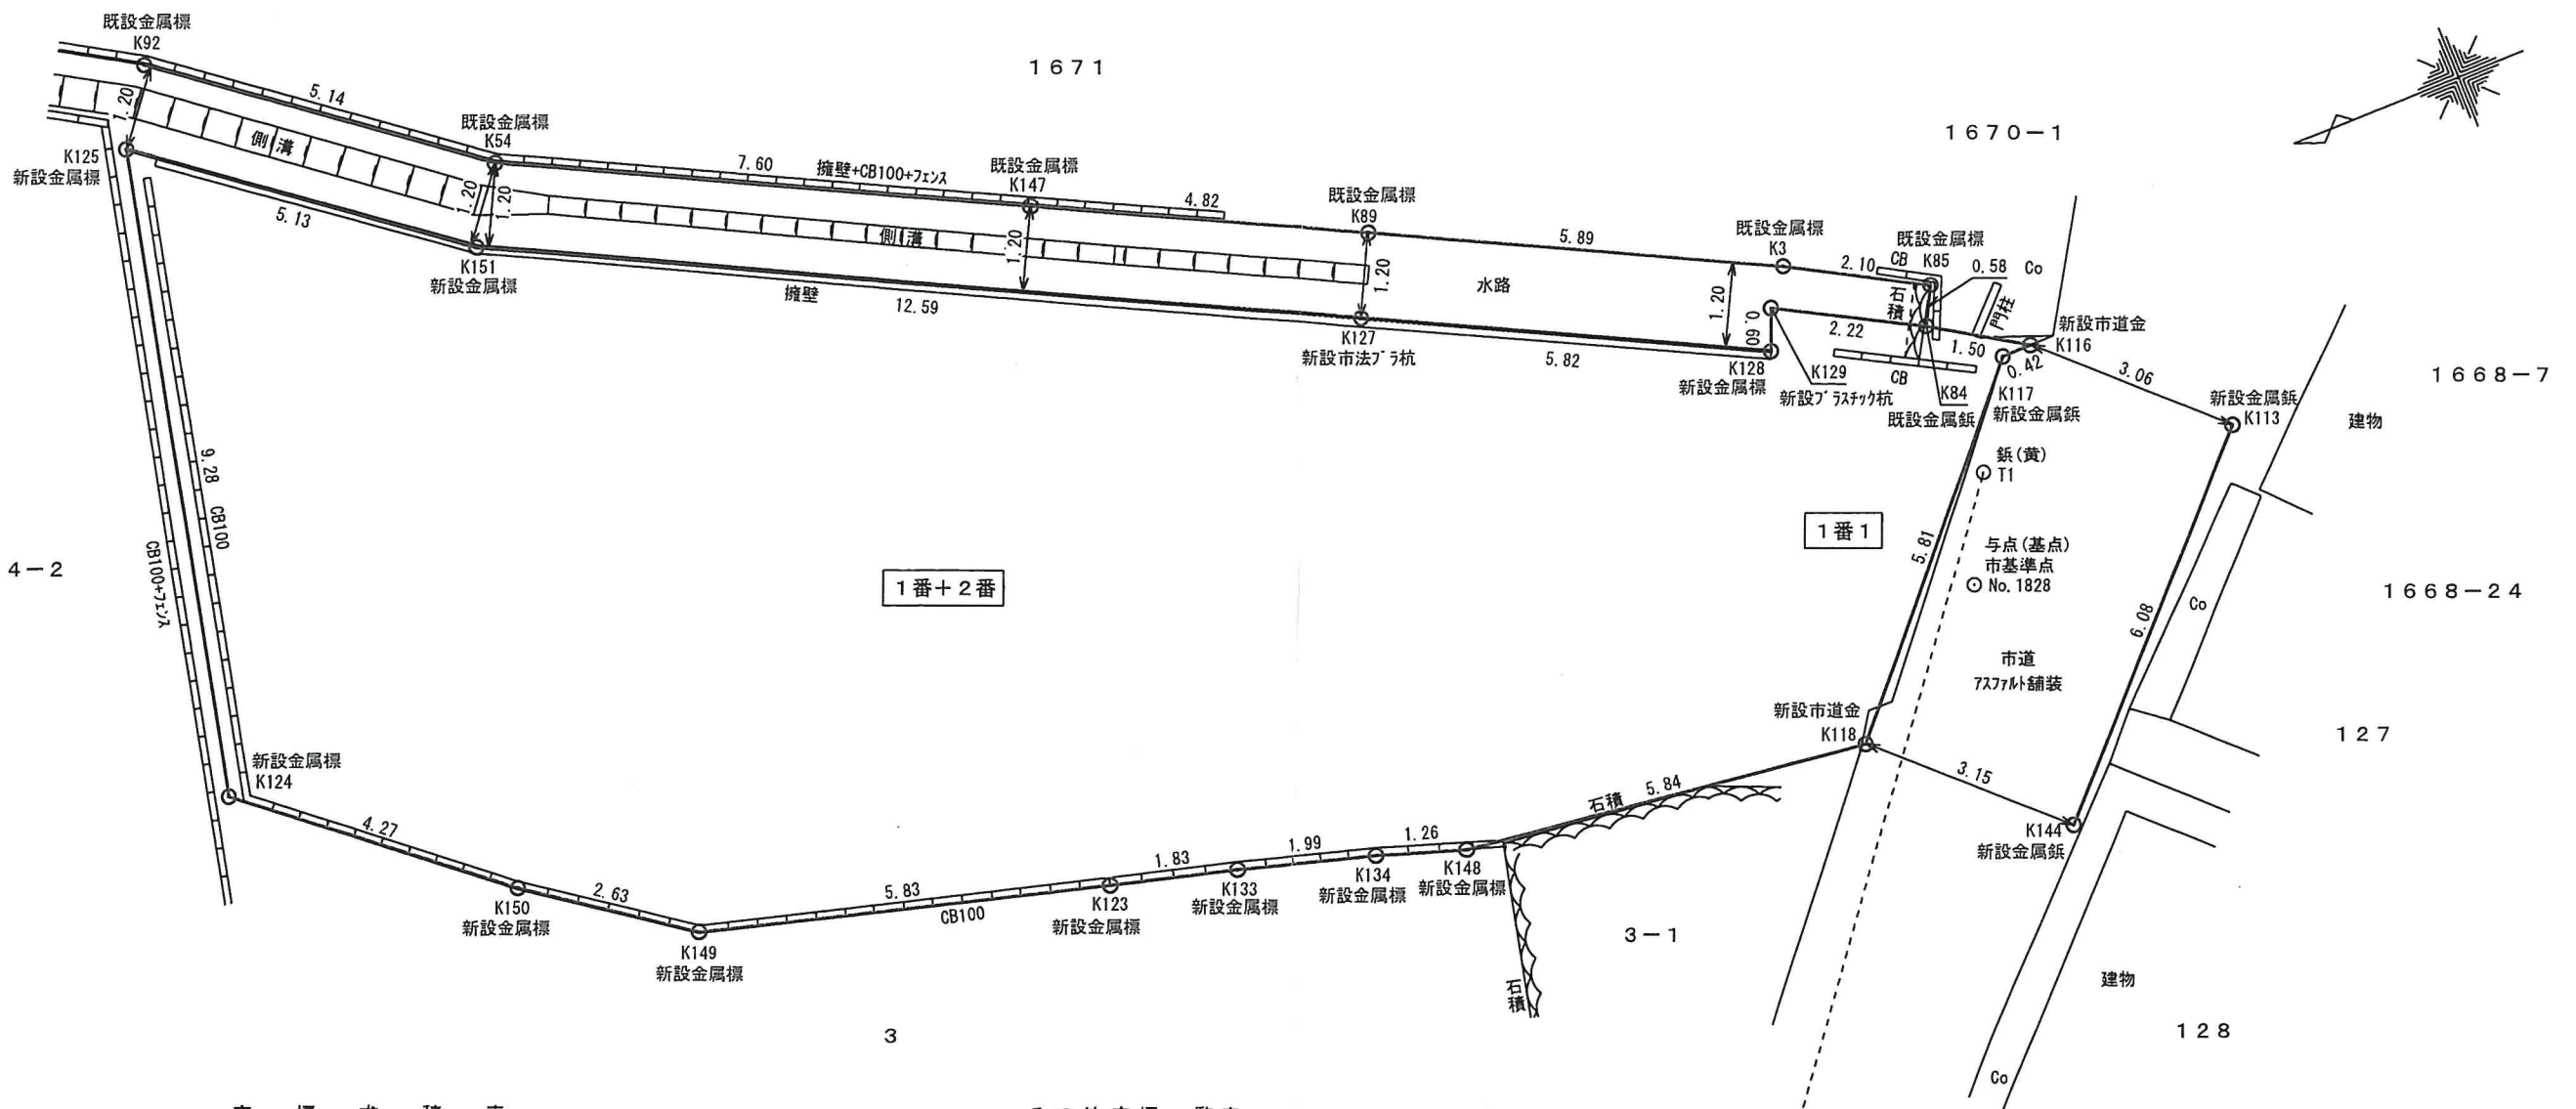 既設金属標
K92
1671
5.14
1.20
既設金属標
K54
側溝
K125
新設金属標
7.60
擁壁+CB100+フェンス
既設金属標
K147
4.82
1670-1
既設金属標
K89
5.89
既設金属標
K3
既設金属標
K85
2.10
CB
0.58
Co
1.20
1.20
5.13
側溝
1.20
1.20
水路
1.20
石積
門柱
新設市道金
K116
K151
新設金属標
擁壁
12.59
K127
新設市法プラ杭
5.82
0.60
2.22
1.50
0.42
K128
新設金属標
K129
新設プラスチック杭
CB
K84
既設金属鋲
K117
新設金属鋲
3.06
新設金属鋲
K113
1668-7
建物
鋲(黄)
T1
9.28
CB100
CB100+フェンス
4-2
1番+2番
1番1
5.81
与点(基点)
市基準点
No.1828
1668-24
Co
6.08
市道
アスファルト舗装
新設市道金
K118
127
新設金属標
K124
3.15
4.27
石積
5.84
K144
新設金属鋲
1.26
1.99
1.83
K148
新設金属標
K134
新設金属標
K133
新設金属標
5.83
CB100
K123
新設金属標
2.63
K150
新設金属標
K149
新設金属標
3-1
石積
建物
3
128
Co